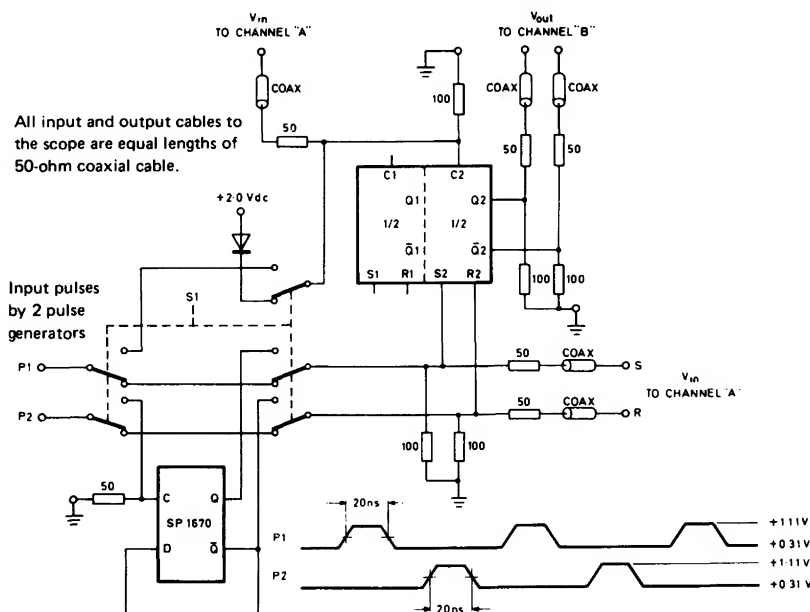 Vin
TO CHANNEL "A"
Vout
TO CHANNEL "B"
COAX
COAX
COAX
100
All input and output cables to
the scope are equal lengths of
50-ohm coaxial cable.
50
50
50
C1
C2
+2·0 Vdc
Q1
Q2
1/2
1/2
Q̅1
Q̅2
S1
R1
S2
R2
100
100
Input pulses
by 2 pulse
generators
S1
P1
50
COAX
S
Vin
TO CHANNEL 'A'
P2
50
COAX
R
100
100
50
C
Q
SP 1670
D
Q̅
20ns
P1
+1·11V
+0·31V
P2
+1·11V
+0·31V
20ns